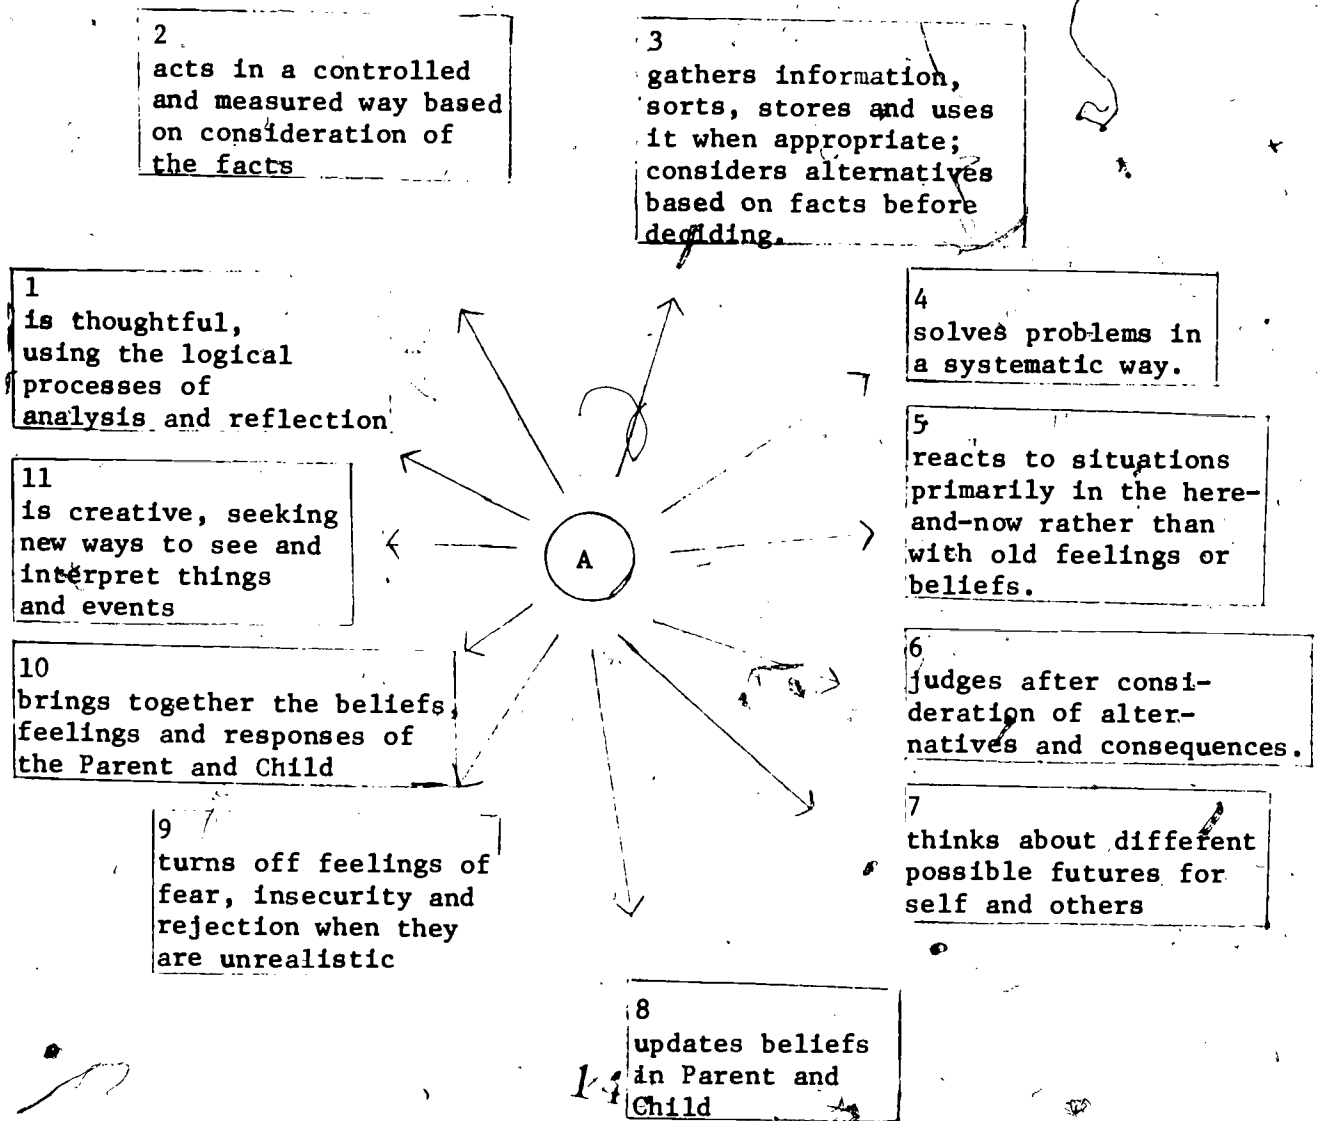 2
acts in a controlled
and measured way based
on consideration of
the facts
3
gathers information,
sorts, stores and uses
it when appropriate;
considers alternatives
based on facts before
deciding.
1
is thoughtful,
using the logical
processes of
analysis and reflection
4
solves problems in
a systematic way.
11
is creative, seeking
new ways to see and
interpret things
and events
5
reacts to situations
primarily in the here-
and-now rather than
with old feelings or
beliefs.
A
10
brings together the beliefs,
feelings and responses of
the Parent and Child
6
judges after consi-
deration of alter-
natives and consequences.
9
turns off feelings of
fear, insecurity and
rejection when they
are unrealistic
7
thinks about different
possible futures for
self and others
8
updates beliefs
in Parent and
Child